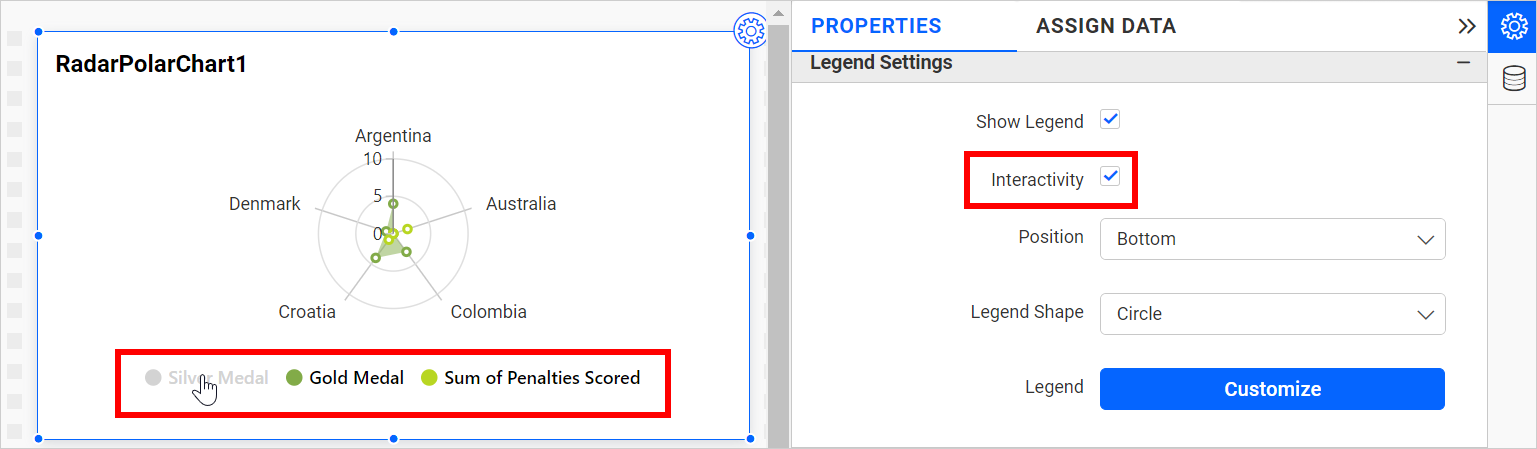 RadarPolarChart1
Argentina
10
5
Denmark
Australia
0
Croatia
Colombia
Silver Medal
Gold Medal
Sum of Penalties Scored
PROPERTIES
ASSIGN DATA
Legend Settings
Show Legend
Interactivity
Position
Bottom
Legend Shape
Circle
Legend
Customize